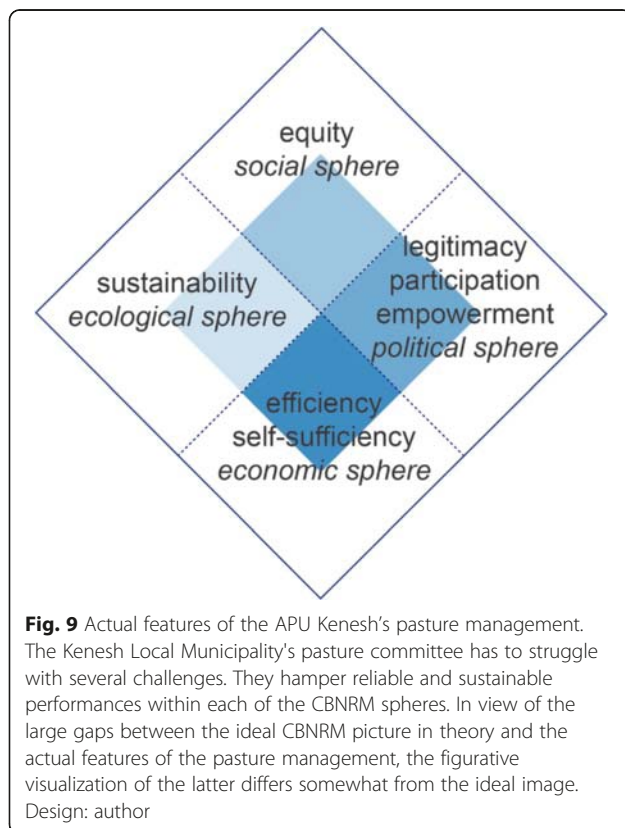 equity
social sphere
legitimacy
participation
empowerment
political sphere
sustainability
ecological sphere
efficiency
self-sufficiency
economic sphere
Fig. 9 Actual features of the APU Kenesh's pasture management.
The Kenesh Local Municipality's pasture committee has to struggle
with several challenges. They hamper reliable and sustainable
performances within each of the CBNRM spheres. In view of the
large gaps between the ideal CBNRM picture in theory and the
actual features of the pasture management, the figurative
visualization of the latter differs somewhat from the ideal image.
Design: author